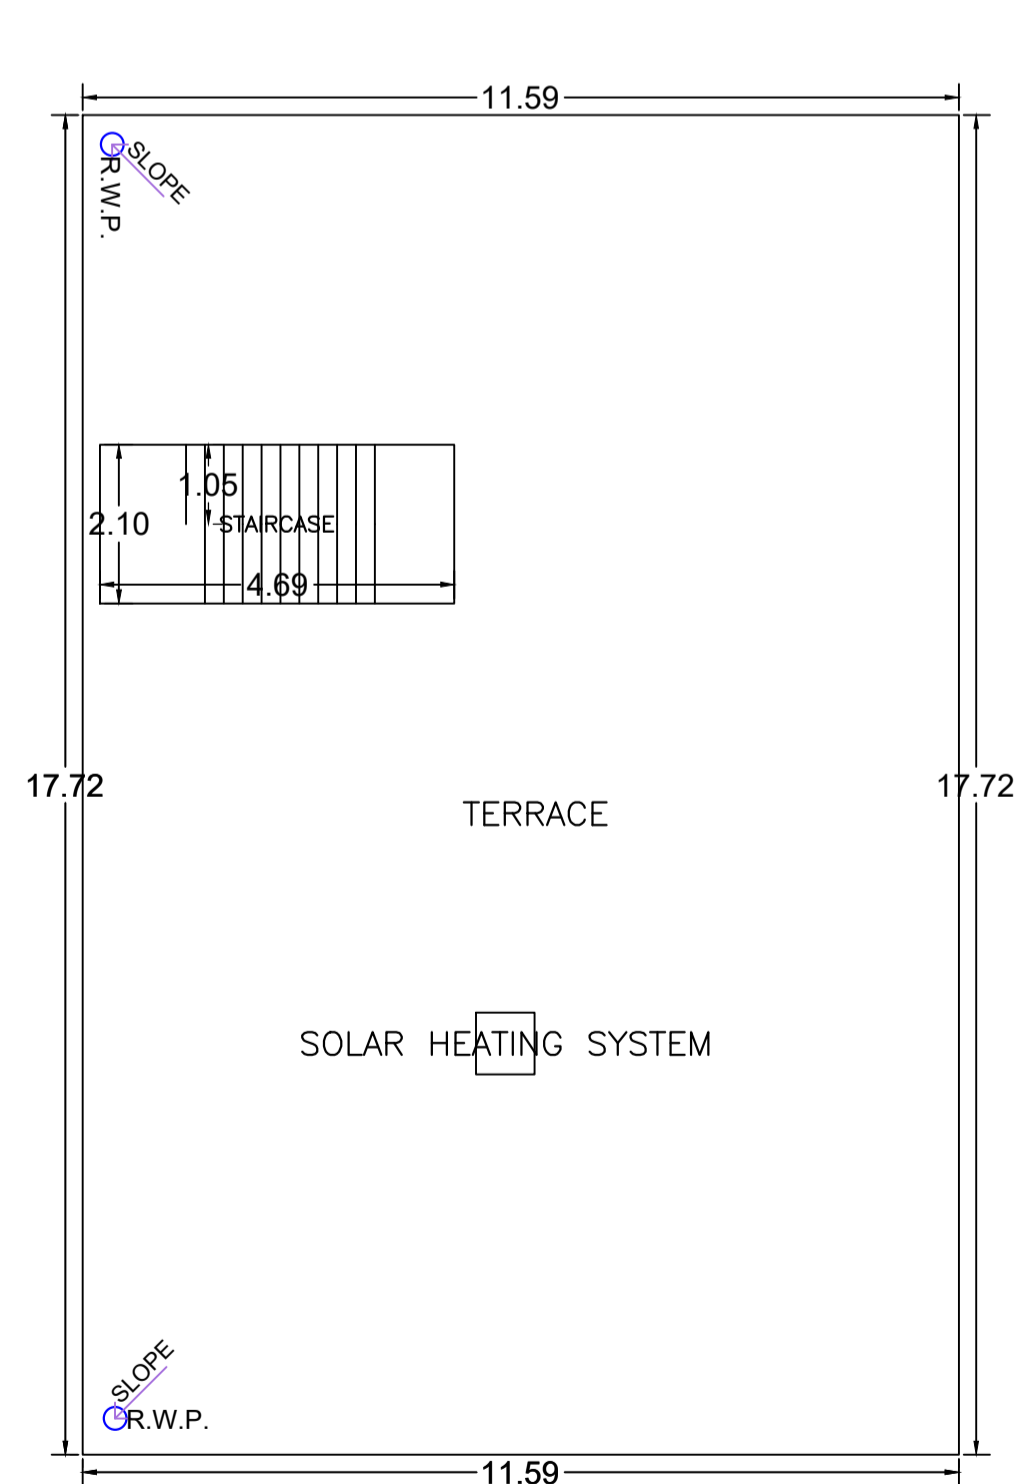 11.59
SLOPE
R.W.P.
1.05
2.10
STAIRCASE
4.69
17.72
17.72
TERRACE
SOLAR HEATING SYSTEM
SLOPE
R.W.P.
11.59